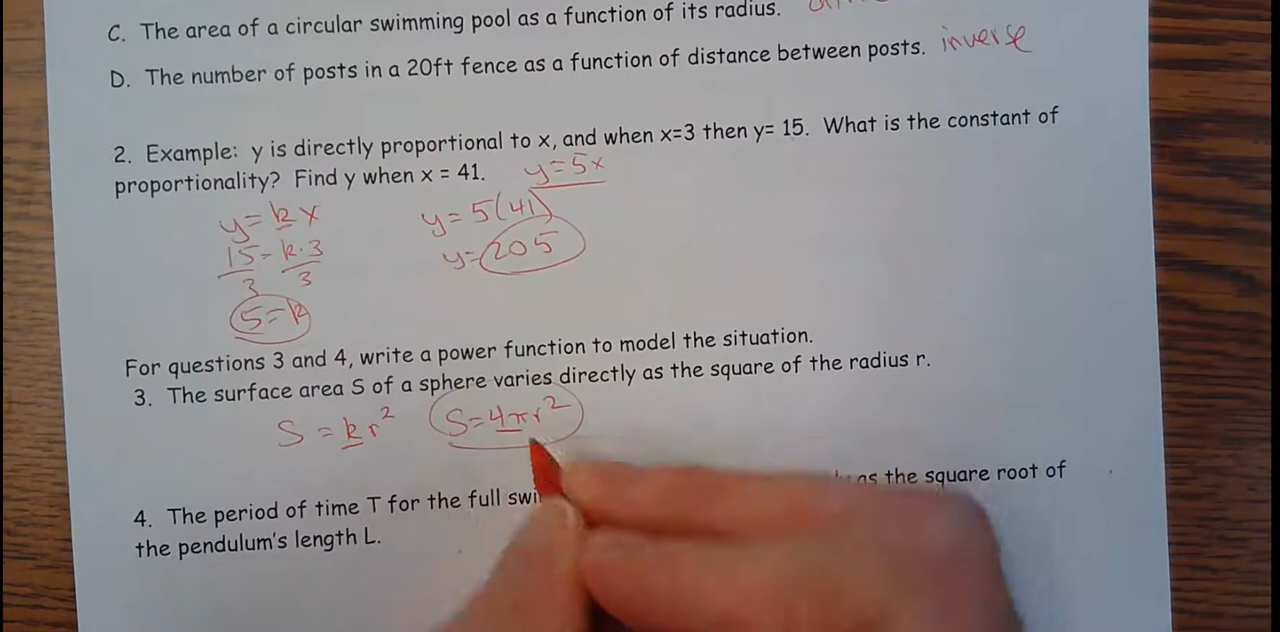 C. The area of a circular swimming pool as a function of its radius.
D. The number of posts in a 20ft fence as a function of distance between posts. inverse
2. Example: y is directly proportional to x, and when x=3 then y= 15. What is the constant of
proportionality? Find y when x = 41. y=5x
y=kx
y=5(41)
15=k·3
3 3
y=205
5=k
For questions 3 and 4, write a power function to model the situation.
3. The surface area S of a sphere varies directly as the square of the radius r.
S=kr² S=4πr²
4. The period of time T for the full as the square root of
the pendulum's length L.